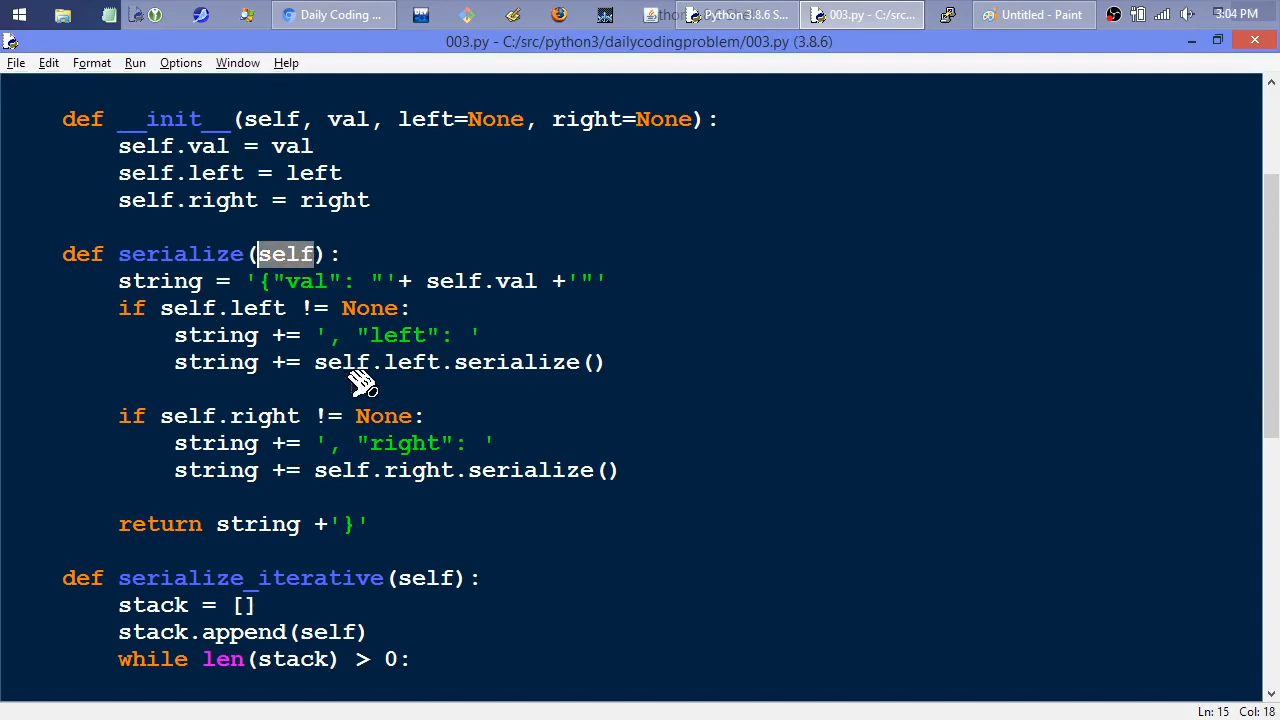 Daily Coding ...
Python 3.8.6 S...
003.py - C:/src...
Untitled - Paint
3:04 PM
003.py - C:/src/python3/dailycodingproblem/003.py (3.8.6)
File Edit Format Run Options Window Help
def __init__(self, val, left=None, right=None):
self.val = val
self.left = left
self.right = right
def serialize(self):
string = '{"val": "'+ self.val +'"'
if self.left != None:
string += ', "left": '
string += self.left.serialize()
if self.right != None:
string += ', "right": '
string += self.right.serialize()
return string +'}'
def serialize_iterative(self):
stack = []
stack.append(self)
while len(stack) > 0:
Ln: 15 Col: 18